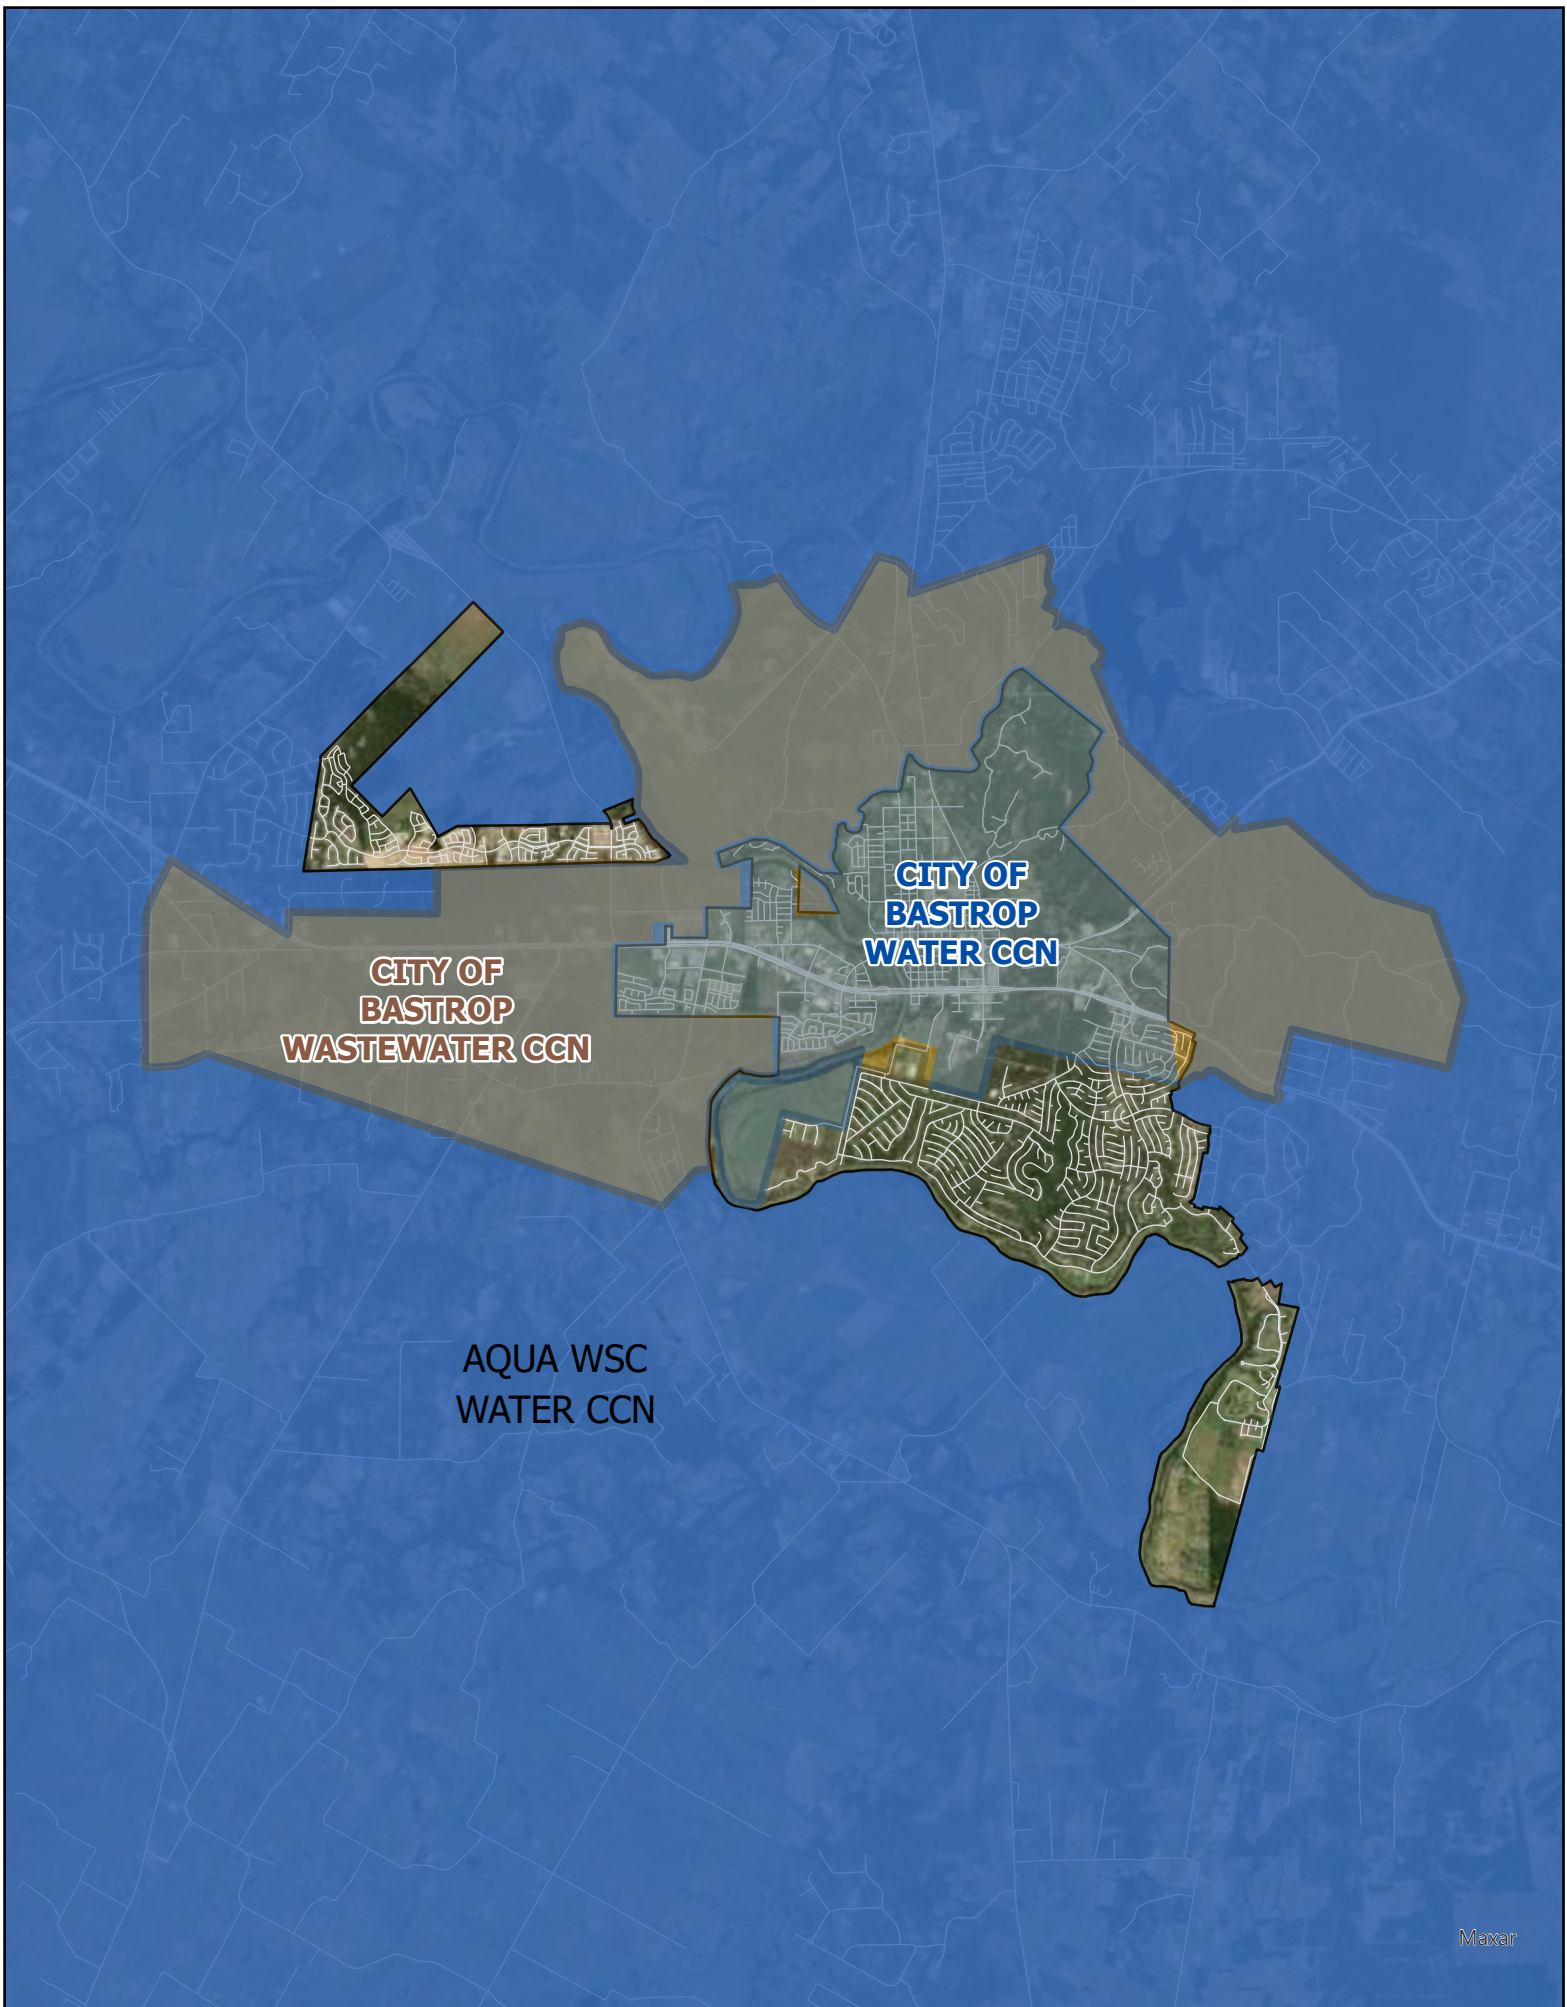 CITY OF
BASTROP
WATER CCN
CITY OF
BASTROP
WASTEWATER CCN
AQUA WSC
WATER CCN
Maxar